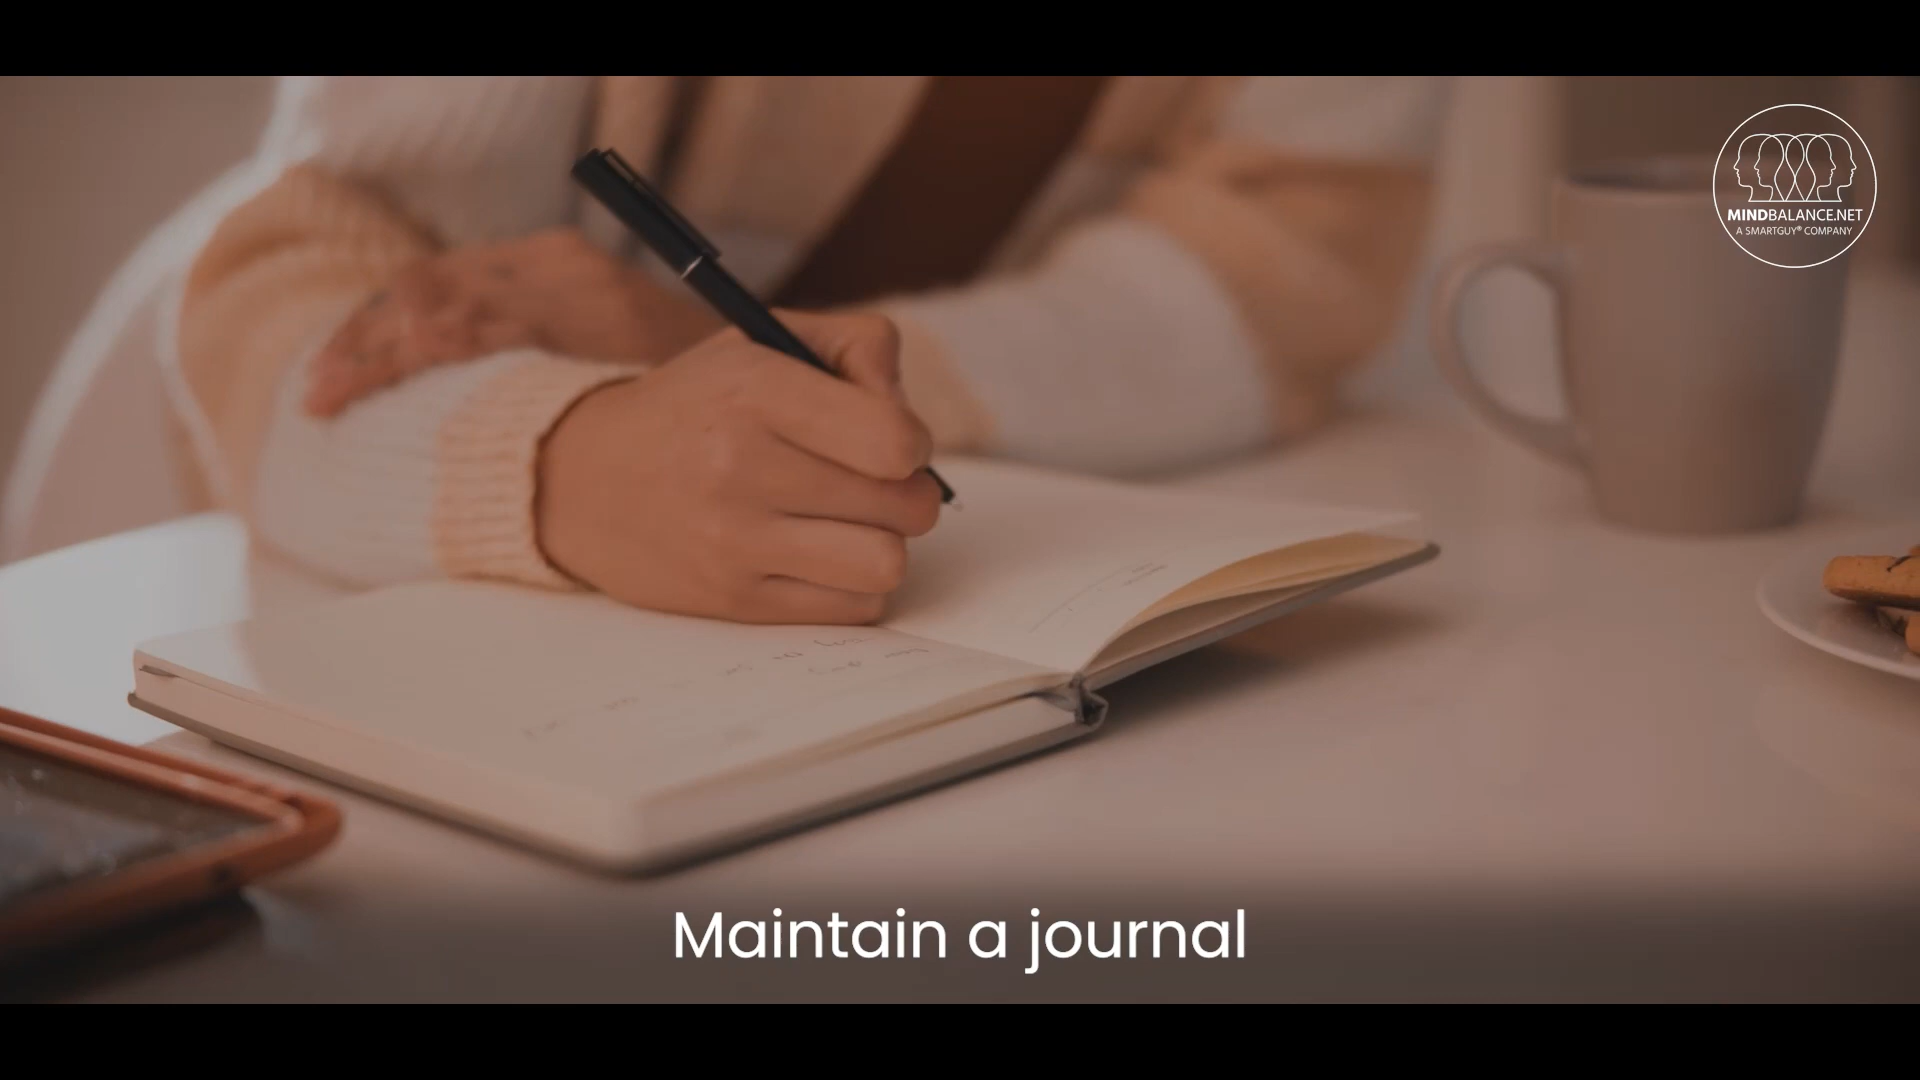 MINDBALANCE.NET
A SMARTGUY® COMPANY
Maintain a journal